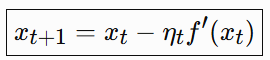 x_{t+1} = x_t − η_t f′(x_t)